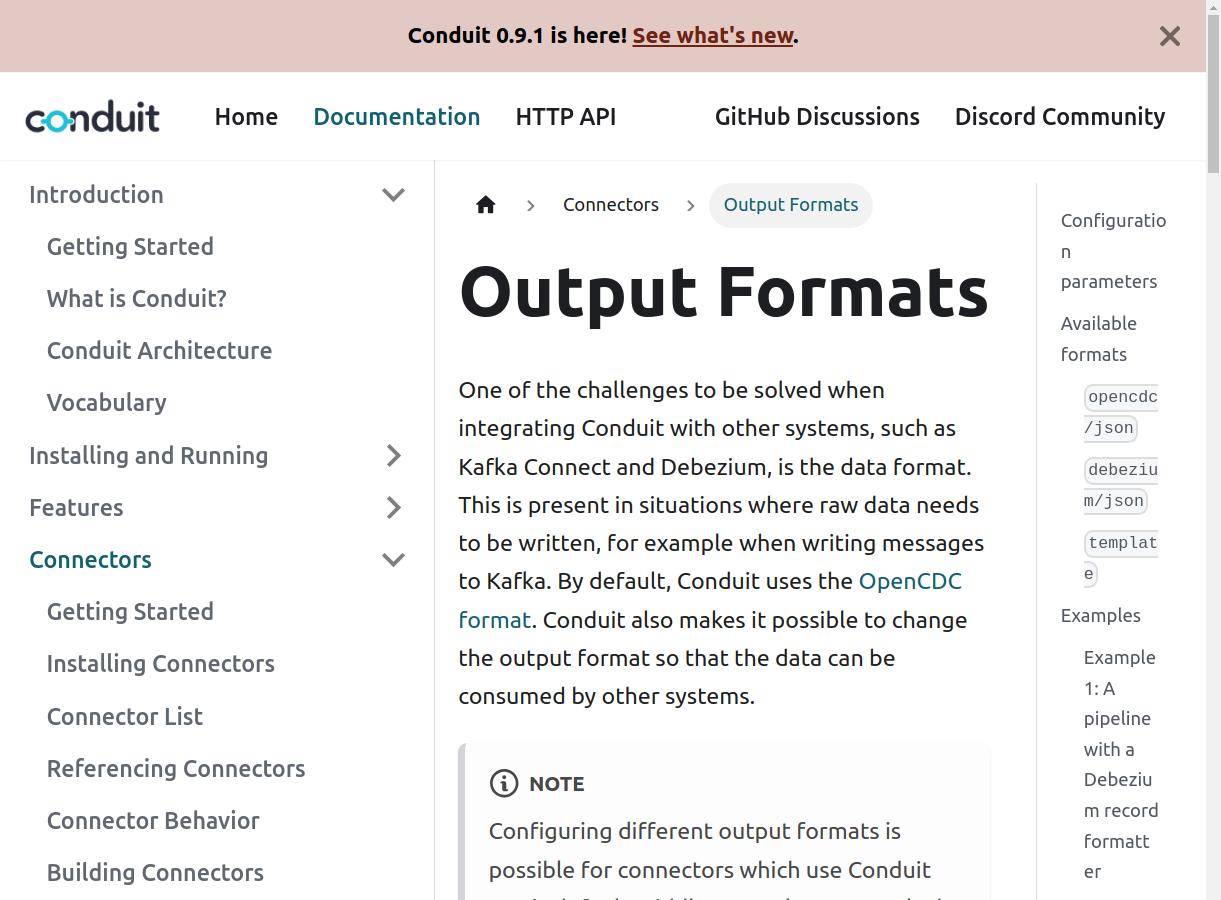 Conduit 0.9.1 is here! See what's new.
conduit
Home
Documentation
HTTP API
GitHub Discussions
Discord Community
Introduction
Getting Started
What is Conduit?
Conduit Architecture
Vocabulary
Installing and Running
Features
Connectors
Getting Started
Installing Connectors
Connector List
Referencing Connectors
Connector Behavior
Building Connectors
Connectors
Output Formats
Output Formats
One of the challenges to be solved when
integrating Conduit with other systems, such as
Kafka Connect and Debezium, is the data format.
This is present in situations where raw data needs
to be written, for example when writing messages
to Kafka. By default, Conduit uses the OpenCDC
format. Conduit also makes it possible to change
the output format so that the data can be
consumed by other systems.
NOTE
Configuring different output formats is
possible for connectors which use Conduit
Configuratio
n
parameters
Available
formats
opencdc
/json
debeziu
m/json
templat
e
Examples
Example
1: A
pipeline
with a
Debeziu
m record
formatt
er